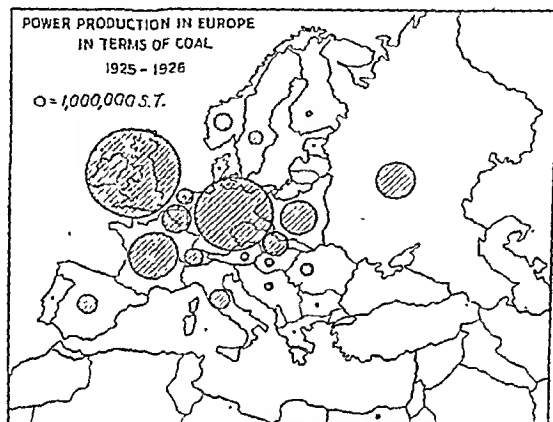 POWER PRODUCTION IN EUROPE
IN TERMS OF COAL
1925-1926
O=1,000,000 S.T.